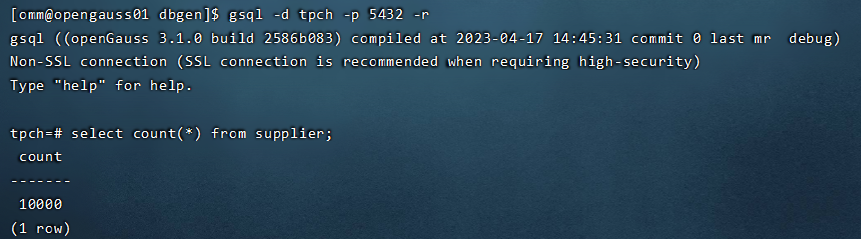 [omm@opengauss01 dbgen]$ gsql -d tpch -p 5432 -r
gsql ((openGauss 3.1.0 build 2586b083) compiled at 2023-04-17 14:45:31 commit 0 last mr  debug)
Non-SSL connection (SSL connection is recommended when requiring high-security)
Type "help" for help.
tpch=# select count(*) from supplier;
 count
-------
 10000
(1 row)